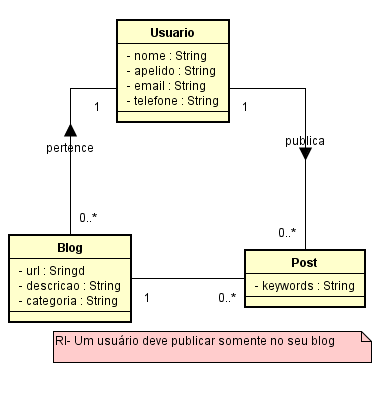 Usuario
- nome : String
- apelido : String
- email : String
- telefone : String
1
1
pertence
publica
0..*
0..*
Blog
- url : Sringd
- descricao : String
- categoria : String
Post
- keywords : String
1
0..*
RI- Um usuário deve publicar somente no seu blog